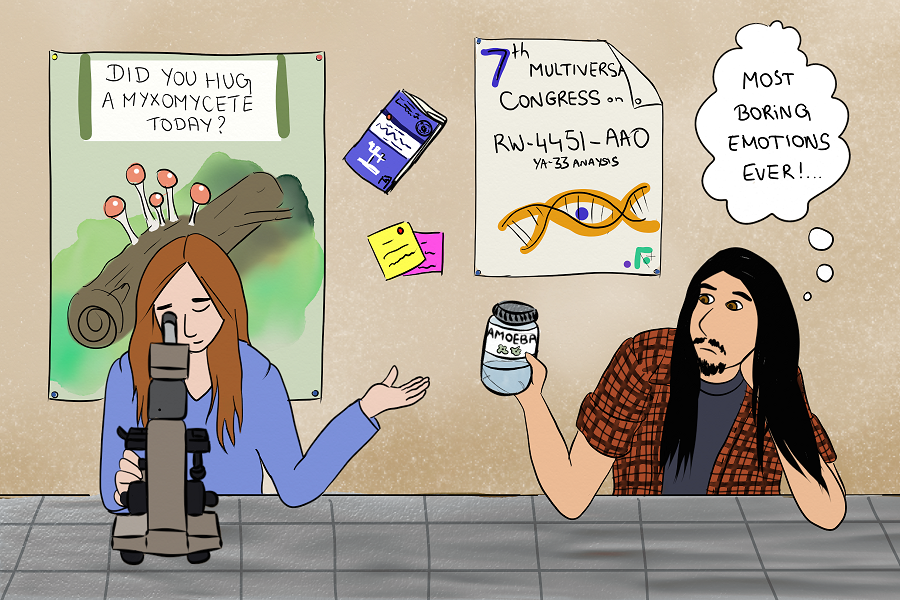 DID YOU HUG
A MYXOMYCETE
TODAY?
7th
MULTIVERSA
CONGRESS on
RW-4451-AAO
YA-33 ANALYSIS
MOST
BORING
EMOTIONS
EVER!...
AMOEBA